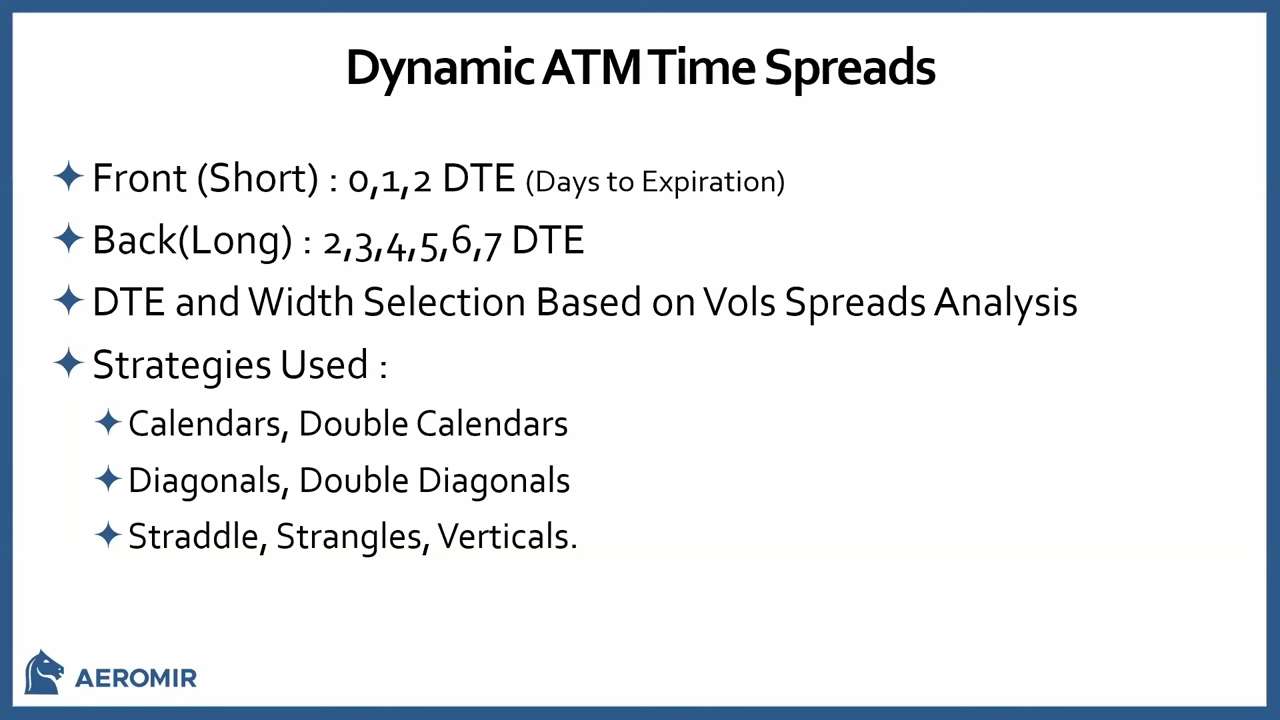 Dynamic ATM Time Spreads
Front (Short) : 0,1,2 DTE (Days to Expiration)
Back(Long) : 2,3,4,5,6,7 DTE
DTE and Width Selection Based on Vols Spreads Analysis
Strategies Used :
Calendars, Double Calendars
Diagonals, Double Diagonals
Straddle, Strangles, Verticals.
AEROMIR